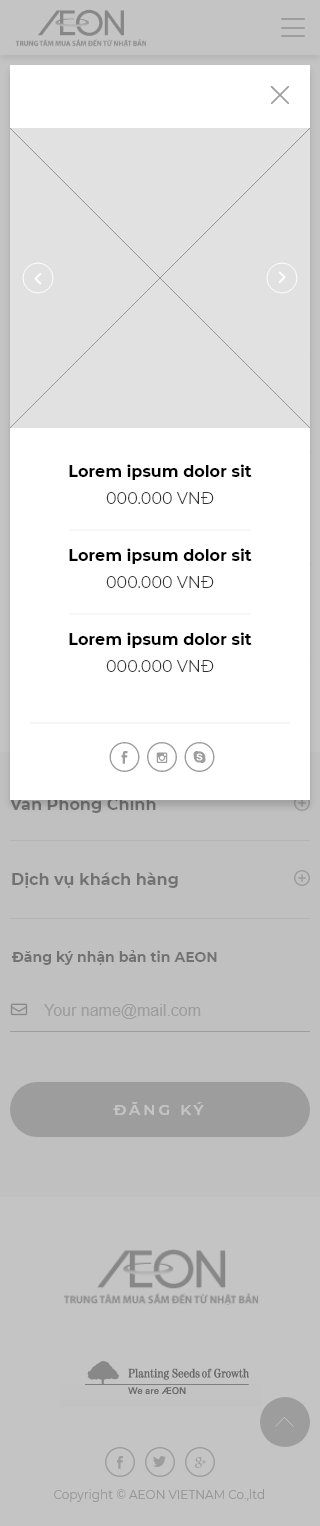 ÆON
TRUNG TÂM MUA SẮM ĐẾN TỪ NHẬT BẢN
Lorem ipsum dolor sit
000.000 VNĐ
Lorem ipsum dolor sit
000.000 VNĐ
Lorem ipsum dolor sit
000.000 VNĐ
Văn Phòng Chính
Dịch vụ khách hàng
Đăng ký nhận bản tin AEON
Your name@mail.com
ĐĂNG KÝ
ÆON
TRUNG TÂM MUA SẮM ĐẾN TỪ NHẬT BẢN
Planting Seeds of Growth
We are ÆON
Copyright © AEON VIETNAM Co.,ltd